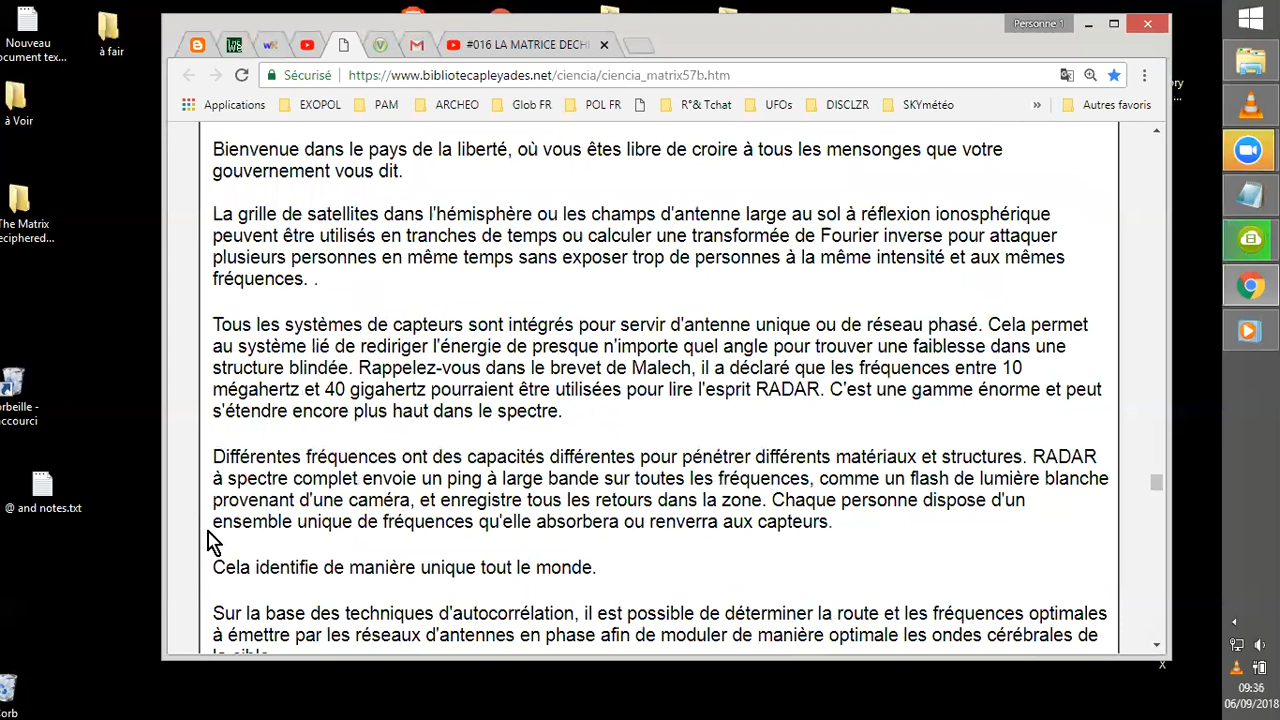 Nouveau
ocument tex...
à fair
à Voir
The Matrix
eciphered...
orbeille -
accourci
@ and notes.txt
Corb
Personne 1
#016 LA MATRICE DECHI
Sécurisé
https://www.bibliotecapleyades.net/ciencia/ciencia_matrix57b.htm
Applications
EXOPOL
PAM
ARCHEO
Glob FR
POL FR
R°& Tchat
UFOs
DISCLZR
SKYmétéo
»
Autres favoris
Bienvenue dans le pays de la liberté, où vous êtes libre de croire à tous les mensonges que votre
gouvernement vous dit.
La grille de satellites dans l'hémisphère ou les champs d'antenne large au sol à réflexion ionosphérique
peuvent être utilisés en tranches de temps ou calculer une transformée de Fourier inverse pour attaquer
plusieurs personnes en même temps sans exposer trop de personnes à la même intensité et aux mêmes
fréquences. .
Tous les systèmes de capteurs sont intégrés pour servir d'antenne unique ou de réseau phasé. Cela permet
au système lié de rediriger l'énergie de presque n'importe quel angle pour trouver une faiblesse dans une
structure blindée. Rappelez-vous dans le brevet de Malech, il a déclaré que les fréquences entre 10
mégahertz et 40 gigahertz pourraient être utilisées pour lire l'esprit RADAR. C'est une gamme énorme et peut
s'étendre encore plus haut dans le spectre.
Différentes fréquences ont des capacités différentes pour pénétrer différents matériaux et structures. RADAR
à spectre complet envoie un ping à large bande sur toutes les fréquences, comme un flash de lumière blanche
provenant d'une caméra, et enregistre tous les retours dans la zone. Chaque personne dispose d'un
ensemble unique de fréquences qu'elle absorbera ou renverra aux capteurs.
Cela identifie de manière unique tout le monde.
Sur la base des techniques d'autocorrélation, il est possible de déterminer la route et les fréquences optimales
à émettre par les réseaux d'antennes en phase afin de moduler de manière optimale les ondes cérébrales de
la cible
09:36
06/09/2018